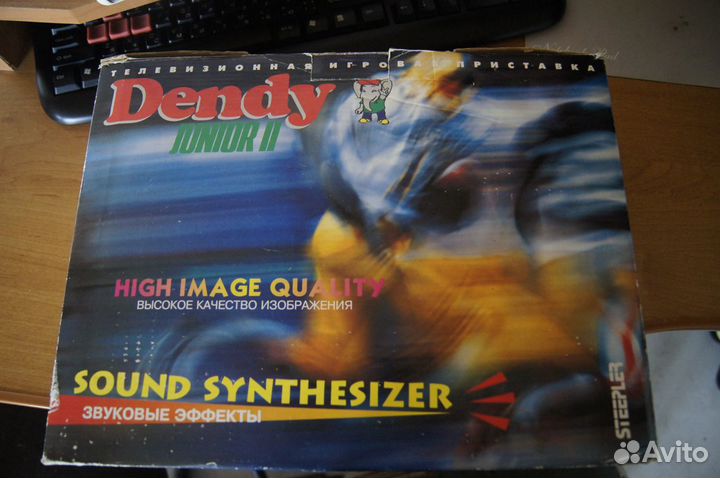 ТЕЛЕВИЗИОННАЯ ИГРОВАЯ ПРИСТАВКА
Dendy
JUNIOR II
HIGH IMAGE QUALITY
ВЫСОКОЕ КАЧЕСТВО ИЗОБРАЖЕНИЯ
SOUND SYNTHESIZER
ЗВУКОВЫЕ ЭФФЕКТЫ
STEEPLER
Avito